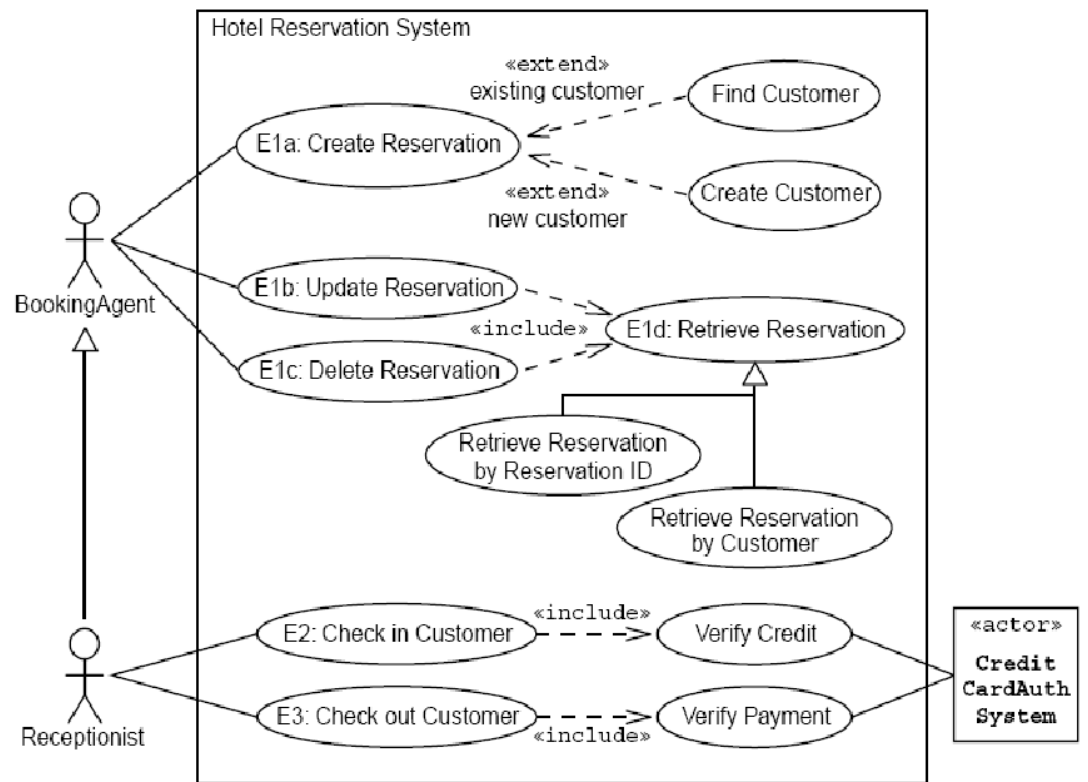 Hotel Reservation System
«extend»
existing customer
Find Customer
E1a: Create Reservation
«extend»
new customer
Create Customer
BookingAgent
E1b: Update Reservation
«include»
E1d: Retrieve Reservation
E1c: Delete Reservation
Retrieve Reservation
by Reservation ID
Retrieve Reservation
by Customer
E2: Check in Customer
«include»
Verify Credit
«actor»
Credit
CardAuth
System
E3: Check out Customer
«include»
Verify Payment
Receptionist